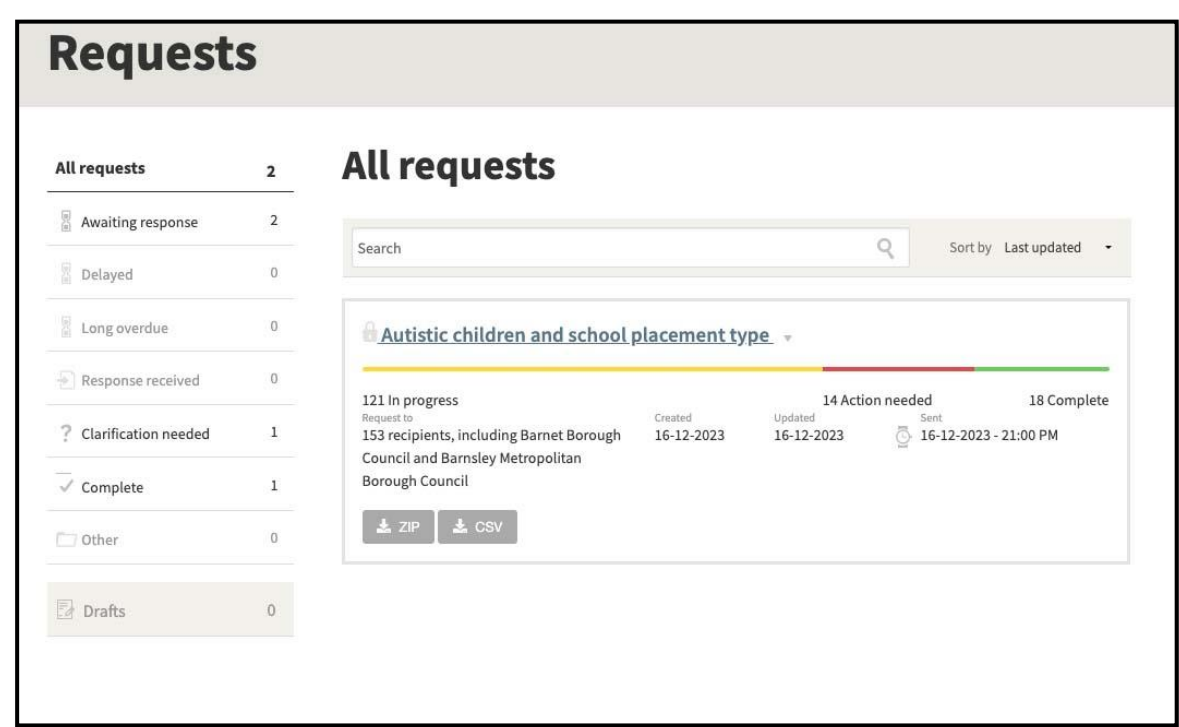 Requests
All requests 2
Awaiting response 2
Delayed 0
Long overdue 0
Response received 0
? Clarification needed 1
Complete 1
Other 0
Drafts 0
All requests
Search
Sort by Last updated
Autistic children and school placement type
121 In progress 14 Action needed 18 Complete
Request to Created Updated Sent
153 recipients, including Barnet Borough 16-12-2023 16-12-2023 16-12-2023 - 21:00 PM
Council and Barnsley Metropolitan
Borough Council
ZIP CSV